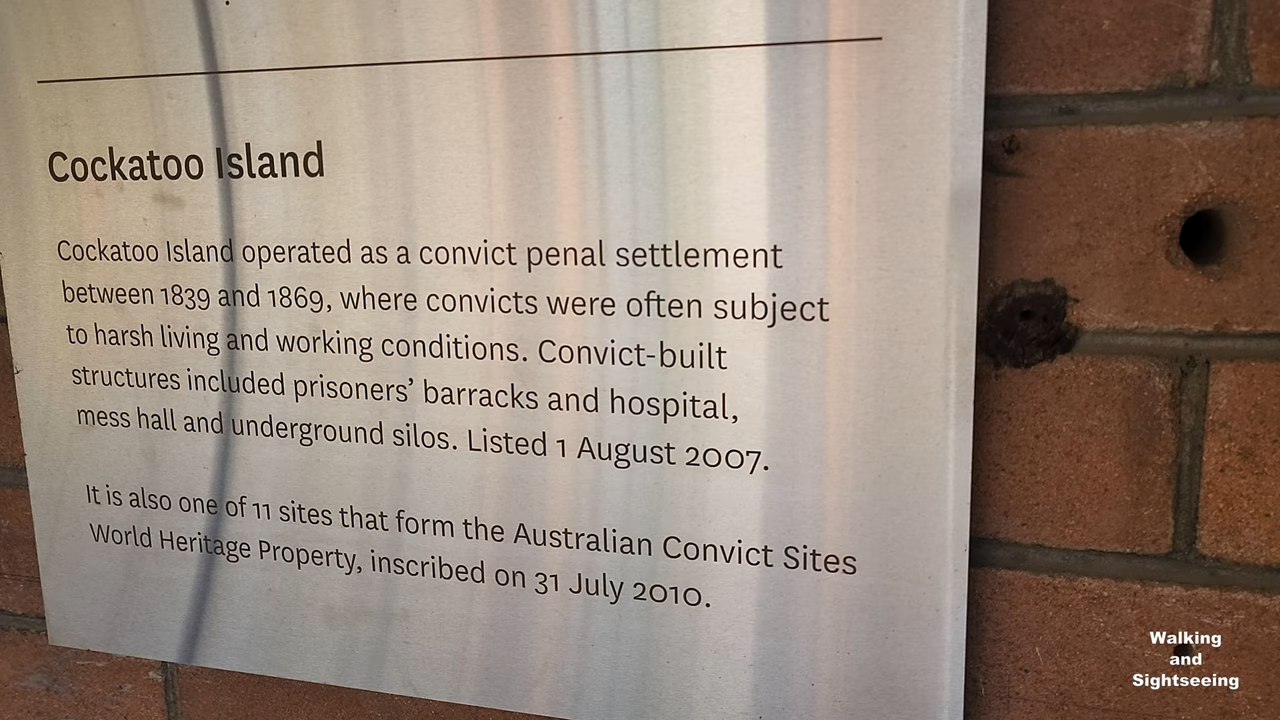 Cockatoo Island
Cockatoo Island operated as a convict penal settlement
between 1839 and 1869, where convicts were often subject
to harsh living and working conditions. Convict-built
structures included prisoners’ barracks and hospital,
mess hall and underground silos. Listed 1 August 2007.
It is also one of 11 sites that form the Australian Convict Sites
World Heritage Property, inscribed on 31 July 2010.
Walking
and
Sightseeing